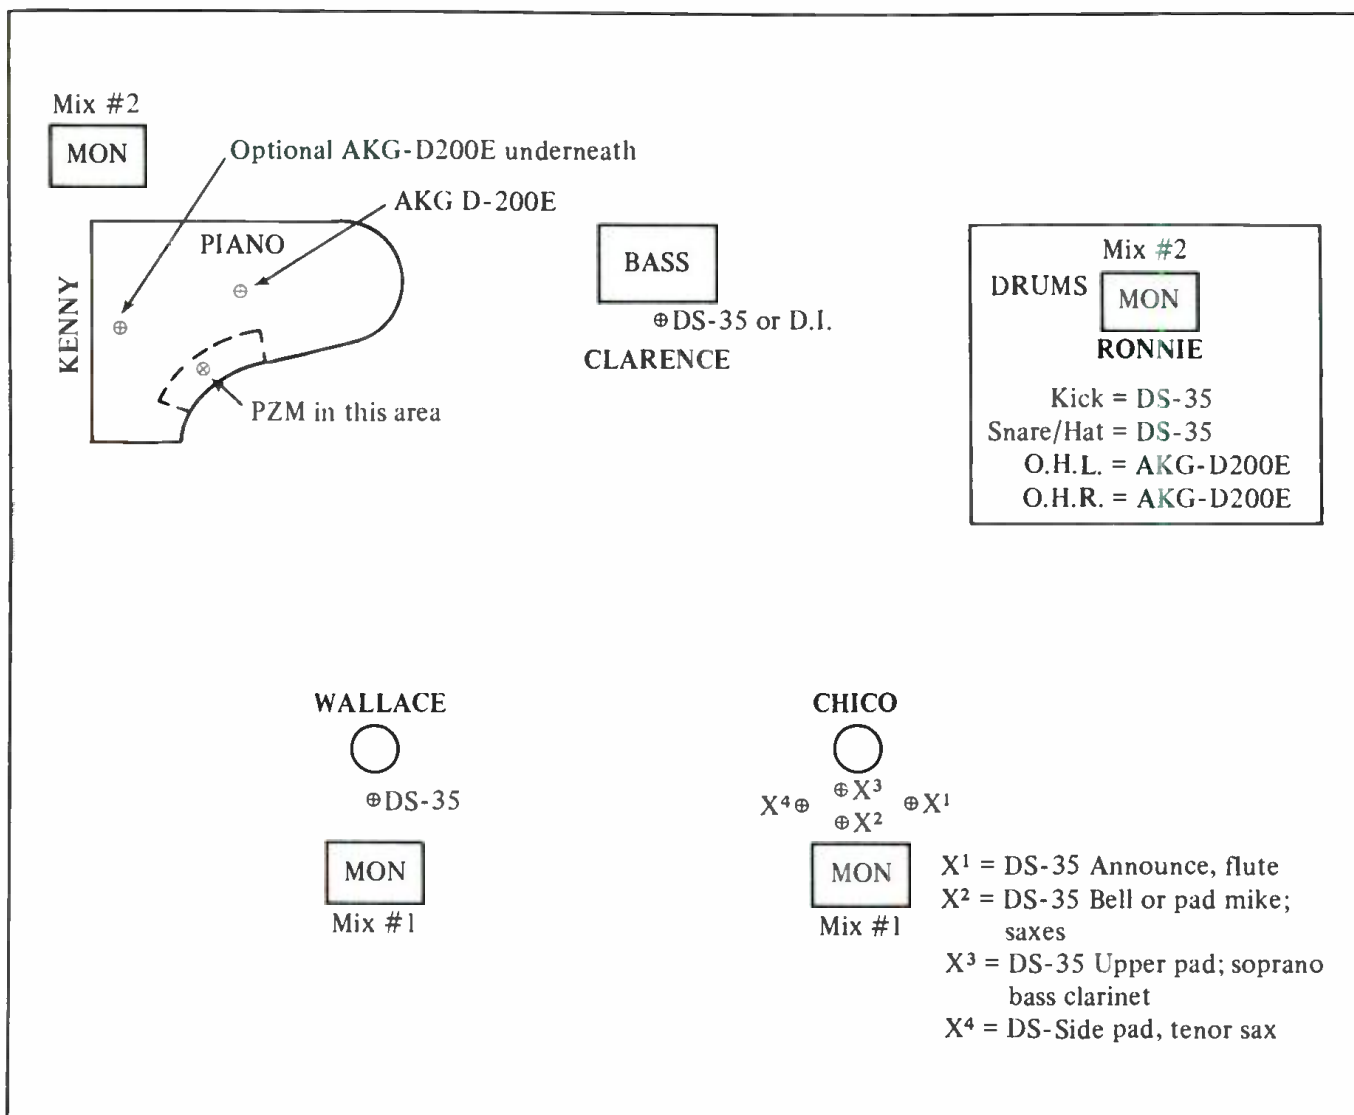 Mix #2
MON
Optional AKG-D200E underneath
AKG D-200E
PIANO
KENNY
PZM in this area
BASS
⊕DS-35 or D.I.
CLARENCE
Mix #2
DRUMS
MON
RONNIE
Kick = DS-35
Snare/Hat = DS-35
O.H.L. = AKG-D200E
O.H.R. = AKG-D200E
WALLACE
⊕DS-35
MON
Mix #1
CHICO
X⁴⊕
⊕X³
⊕X²
⊕X¹
MON
Mix #1
X¹ = DS-35 Announce, flute
X² = DS-35 Bell or pad mike;
saxes
X³ = DS-35 Upper pad; soprano
bass clarinet
X⁴ = DS-Side pad, tenor sax